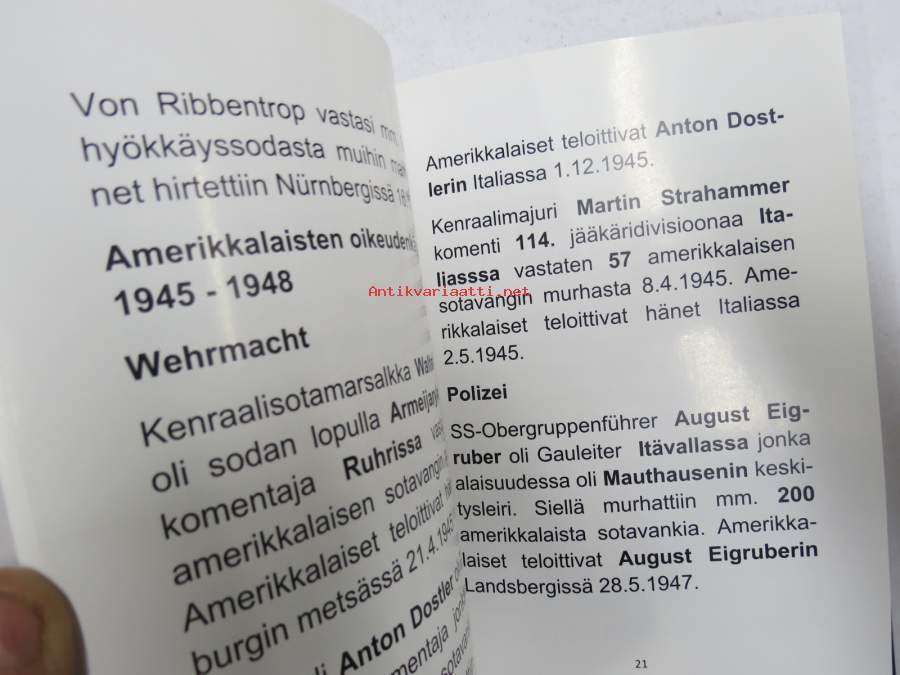 Von Ribbentrop vastasi mm.
hyökkäyssodasta muihin
net hirtettiin Nürnbergissä
Amerikkalaisten
1945 - 1948
Wehrmacht
Kenraalisotamarsalkka
oli sodan lopulla
komentaja Ruhrissa
amerikkalaisen sotavangin
Amerikkalaiset teloittivat
burgin metsässä 21.4.1945
Anton Dostler
Amerikkalaiset teloittivat Anton Dost-
lerin Italiassa 1.12.1945.
Kenraalimajuri Martin Strahammer
komenti 114. jääkäridivisioonaa Ita-
liasssa vastaten 57 amerikkalaisen
sotavangin murhasta 8.4.1945. Ame-
rikkalaiset teloittivat hänet Italiassa
2.5.1945.
Polizei
SS-Obergruppenführer August Eig-
ruber oli Gauleiter Itävallassa jonka
alaisuudessa oli Mauthausenin keski-
tysleiri. Siellä murhattiin mm. 200
amerikkalaista sotavankia. Amerikka-
laiset teloittivat August Eigruberin
Landsbergissä 28.5.1947.
21
Antikvariaatti.net